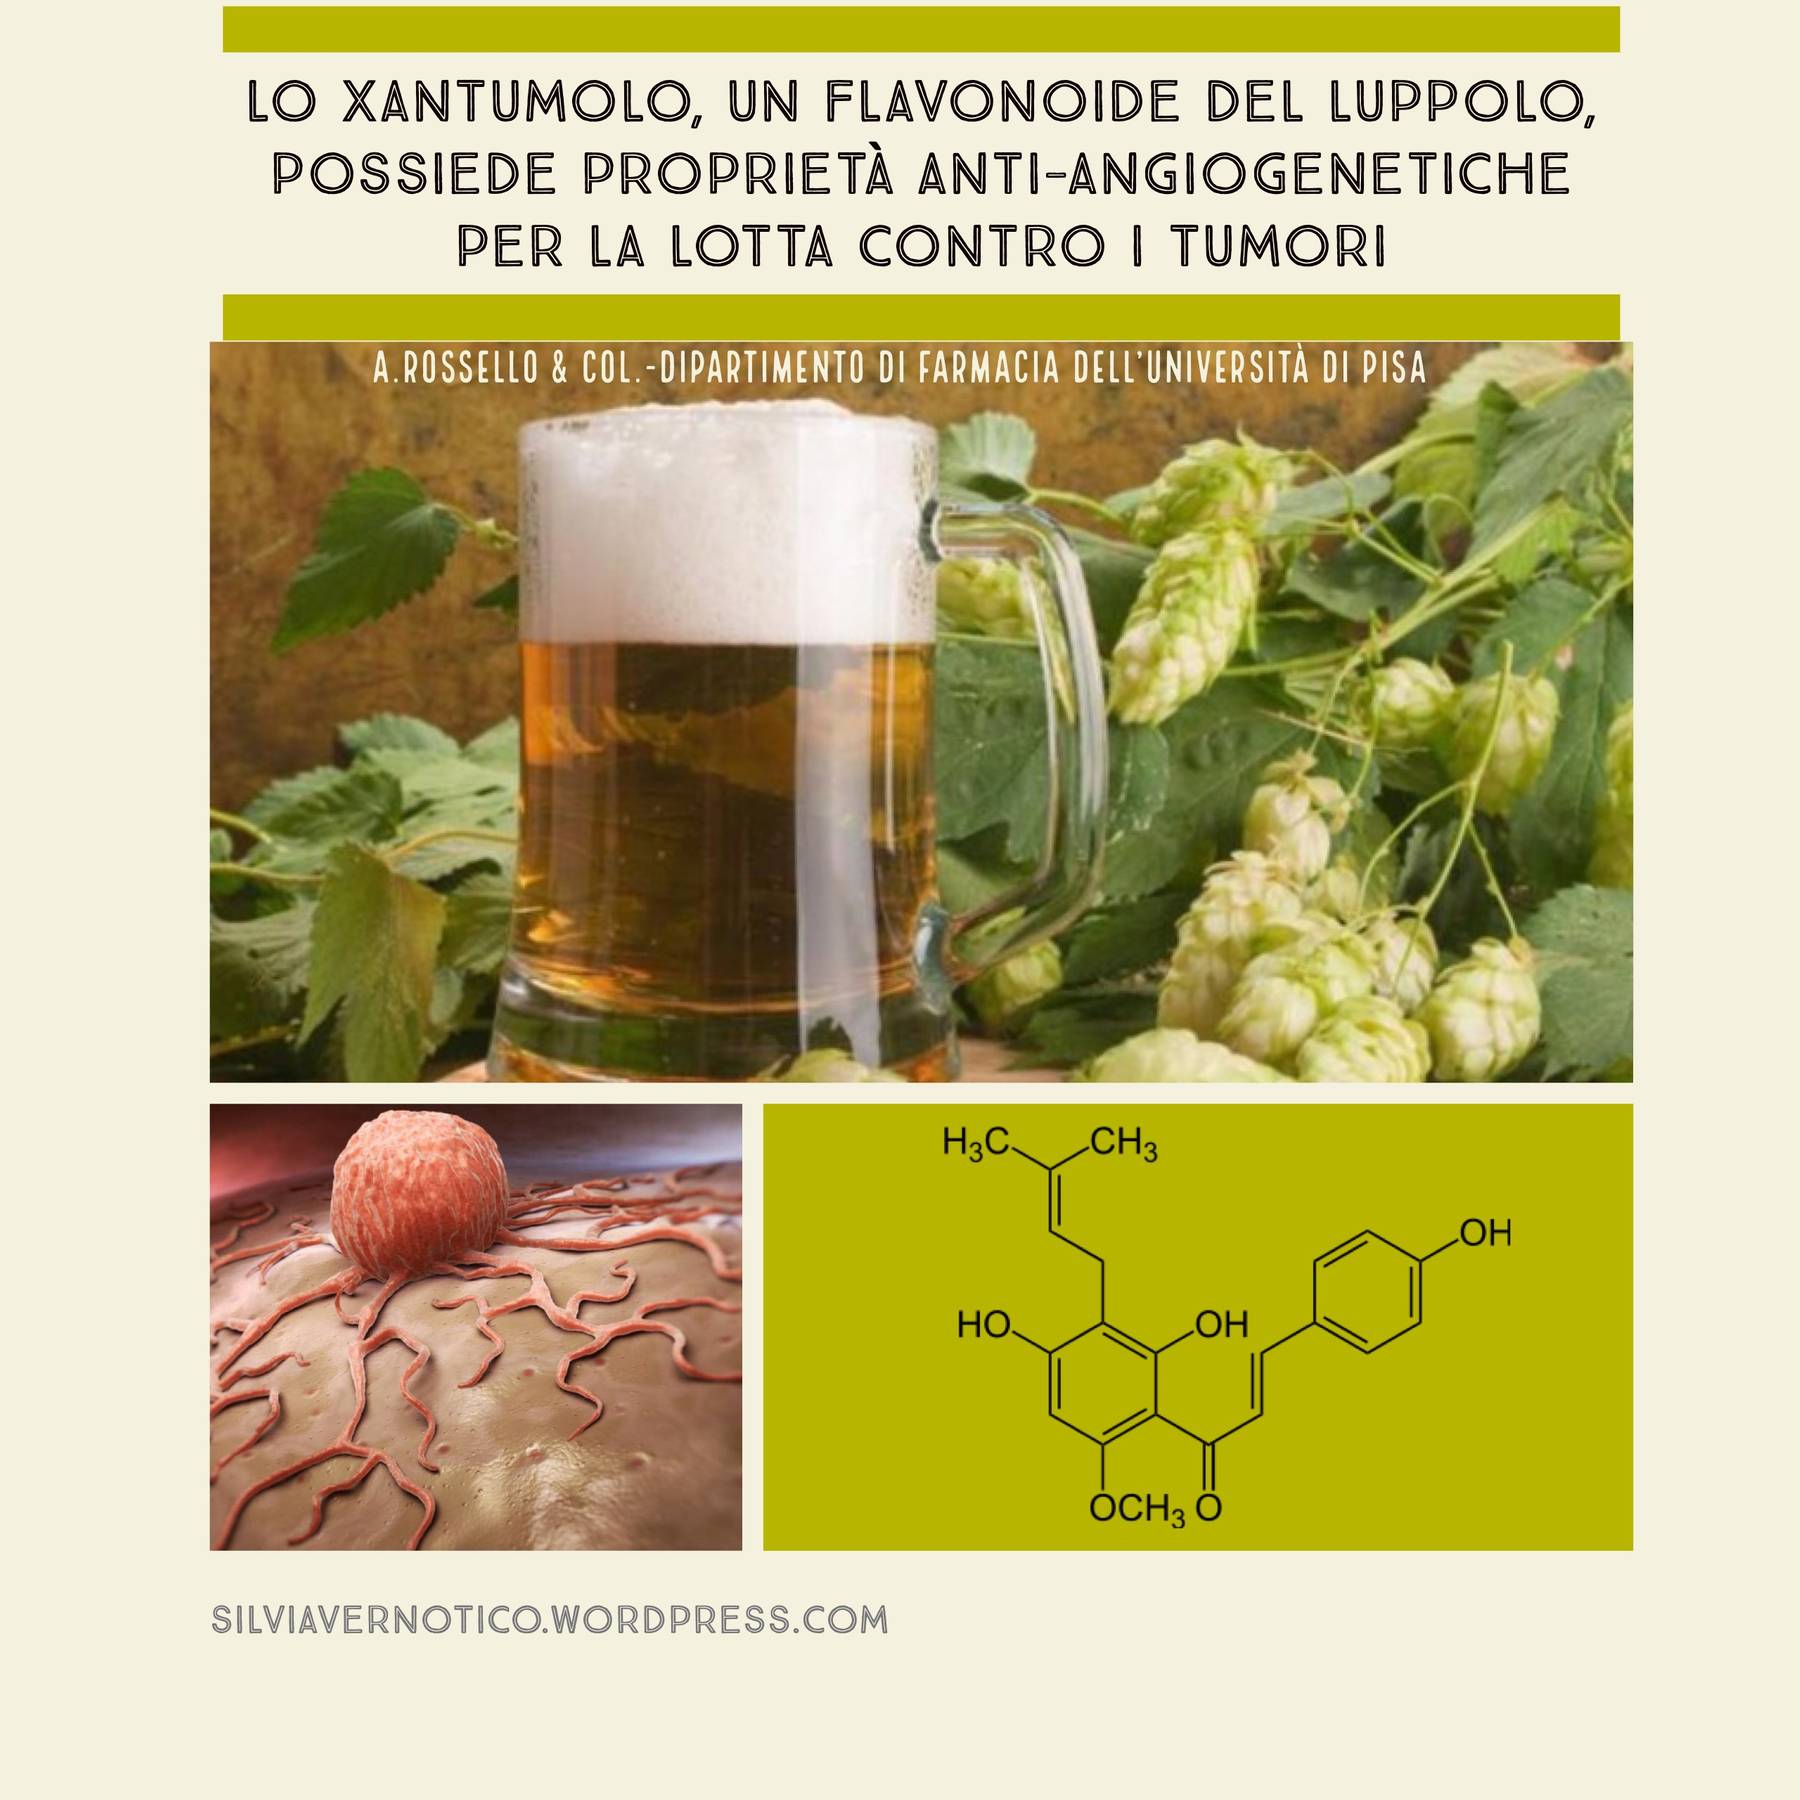 LO XANTUMOLO, UN FLAVONOIDE DEL LUPPOLO,
POSSIEDE PROPRIETÀ ANTI-ANGIOGENETICHE
PER LA LOTTA CONTRO I TUMORI
A.ROSSELLO & COL.-DIPARTIMENTO DI FARMACIA DELL'UNIVERSITÀ DI PISA
H₃C CH₃
OH
HO OH
OCH₃ O
SILVIAVERNOTICO.WORDPRESS.COM